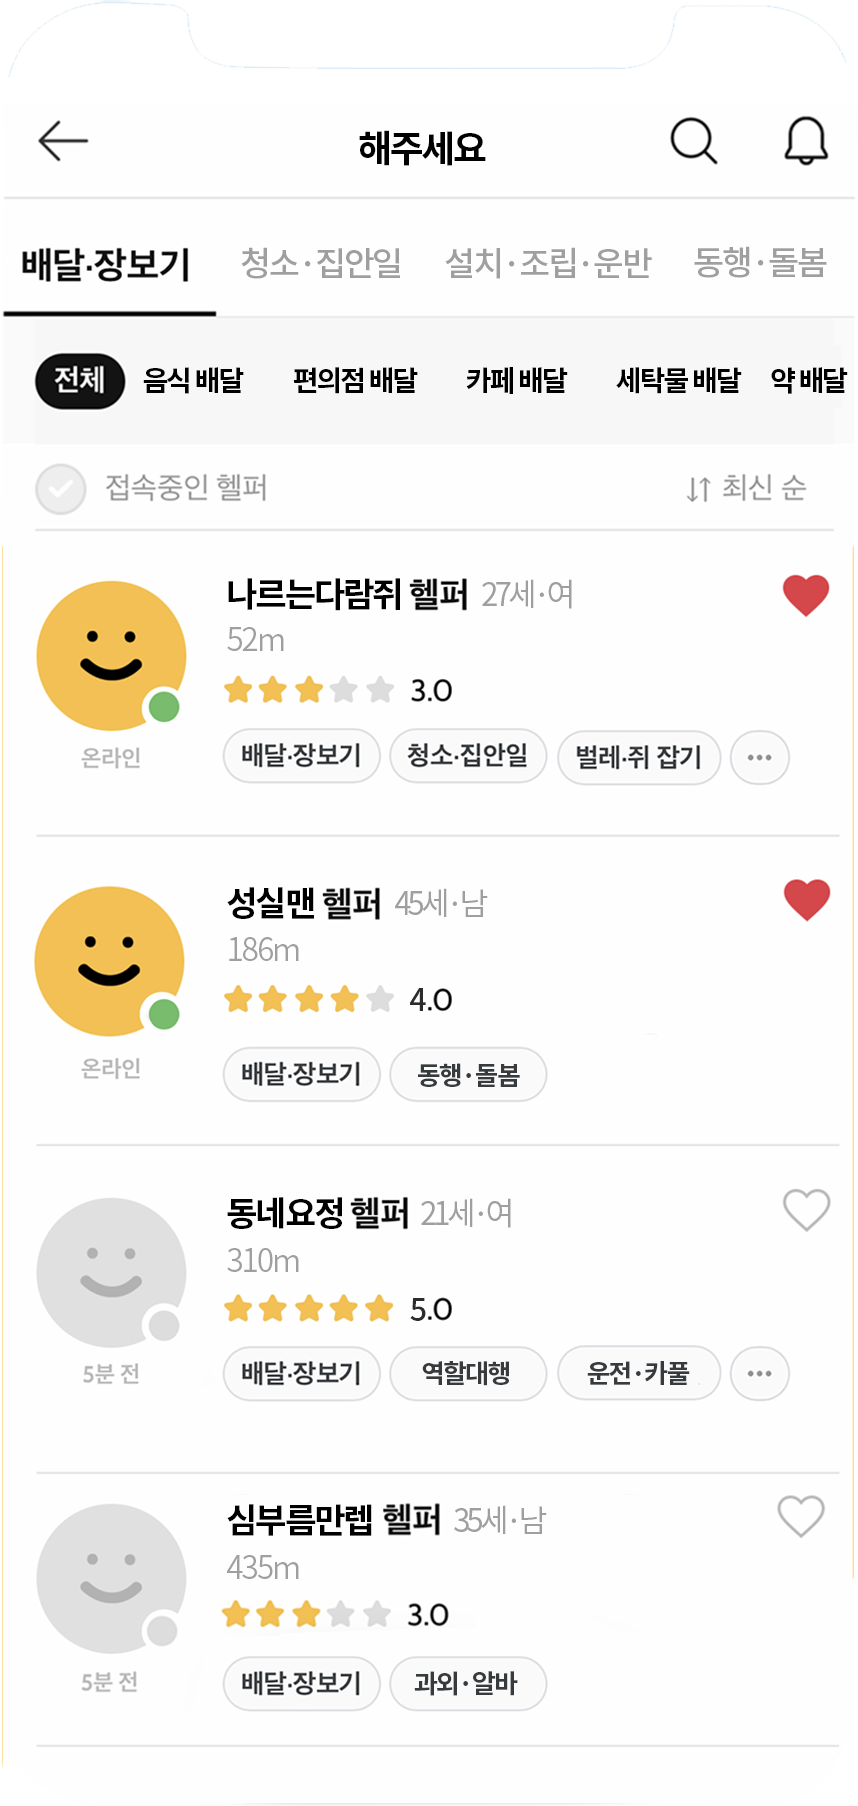 해주세요
배달·장보기 청소·집안일 설치·조립·운반 동행·돌봄
전체 음식 배달 편의점 배달 카페 배달 세탁물 배달 약 배달
접속중인 헬퍼 최신 순
나르는다람쥐 헬퍼 27세·여
52m
3.0
온라인
배달·장보기 청소·집안일 벌레·쥐 잡기 ···
성실맨 헬퍼 45세·남
186m
4.0
온라인
배달·장보기 동행·돌봄
동네요정 헬퍼 21세·여
310m
5.0
5분 전
배달·장보기 역할대행 운전·카풀 ···
심부름만렙 헬퍼 35세·남
435m
3.0
5분 전
배달·장보기 과외·알바